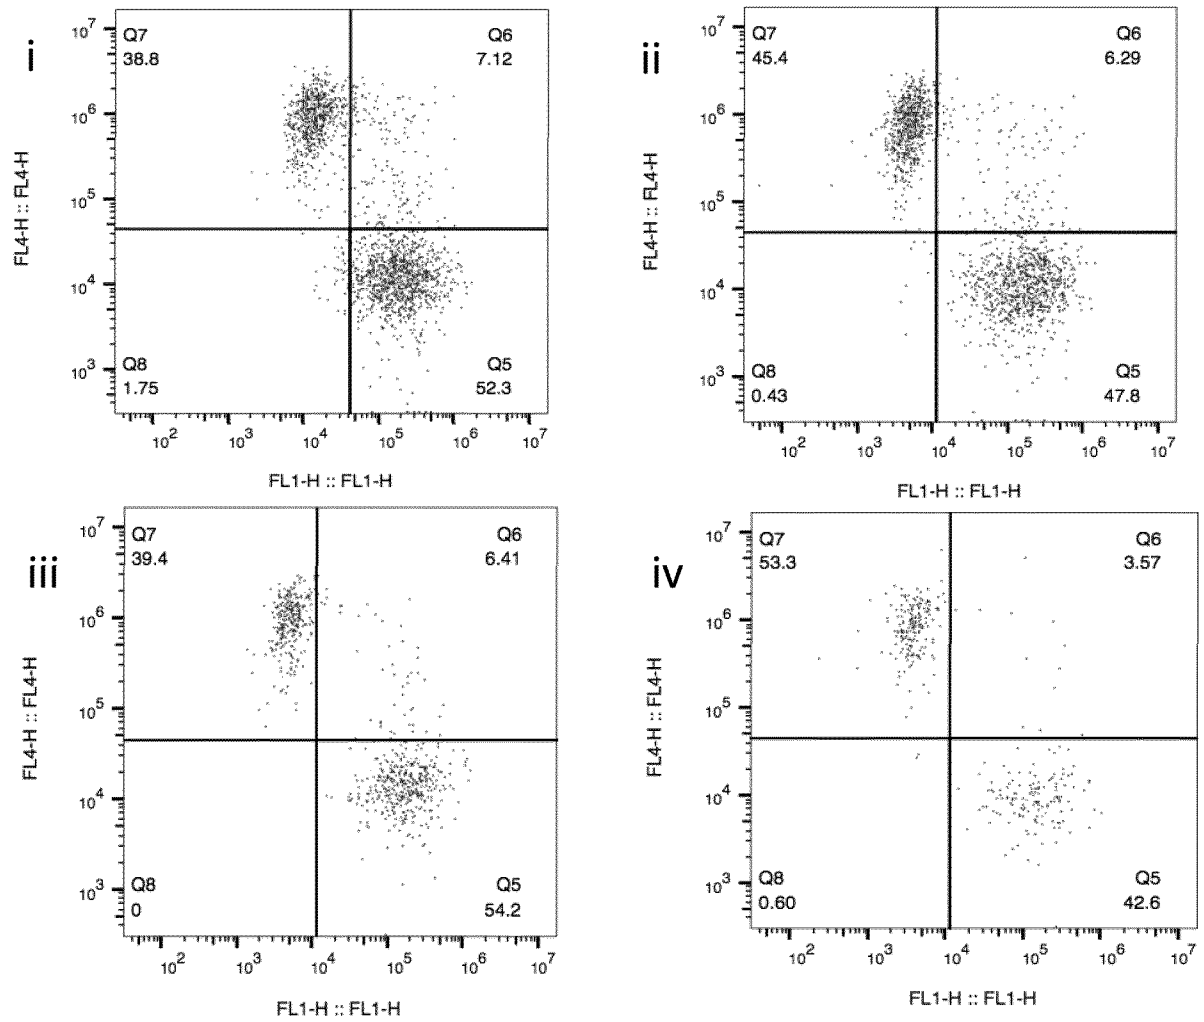 i
Q7
38.8
Q6
7.12
10^7
10^6
10^5
10^4
10^3
FL4-H :: FL4-H
Q8
1.75
Q5
52.3
10^2 10^3 10^4 10^5 10^6 10^7
FL1-H :: FL1-H
ii
Q7
45.4
Q6
6.29
10^7
10^6
10^5
10^4
10^3
FL4-H :: FL4-H
Q8
0.43
Q5
47.8
10^2 10^3 10^4 10^5 10^6 10^7
FL1-H :: FL1-H
iii
Q7
39.4
Q6
6.41
10^7
10^6
10^5
10^4
10^3
FL4-H :: FL4-H
Q8
0
Q5
54.2
10^2 10^3 10^4 10^5 10^6 10^7
FL1-H :: FL1-H
iv
Q7
53.3
Q6
3.57
10^7
10^6
10^5
10^4
10^3
FL4-H :: FL4-H
Q8
0.60
Q5
42.6
10^2 10^3 10^4 10^5 10^6 10^7
FL1-H :: FL1-H